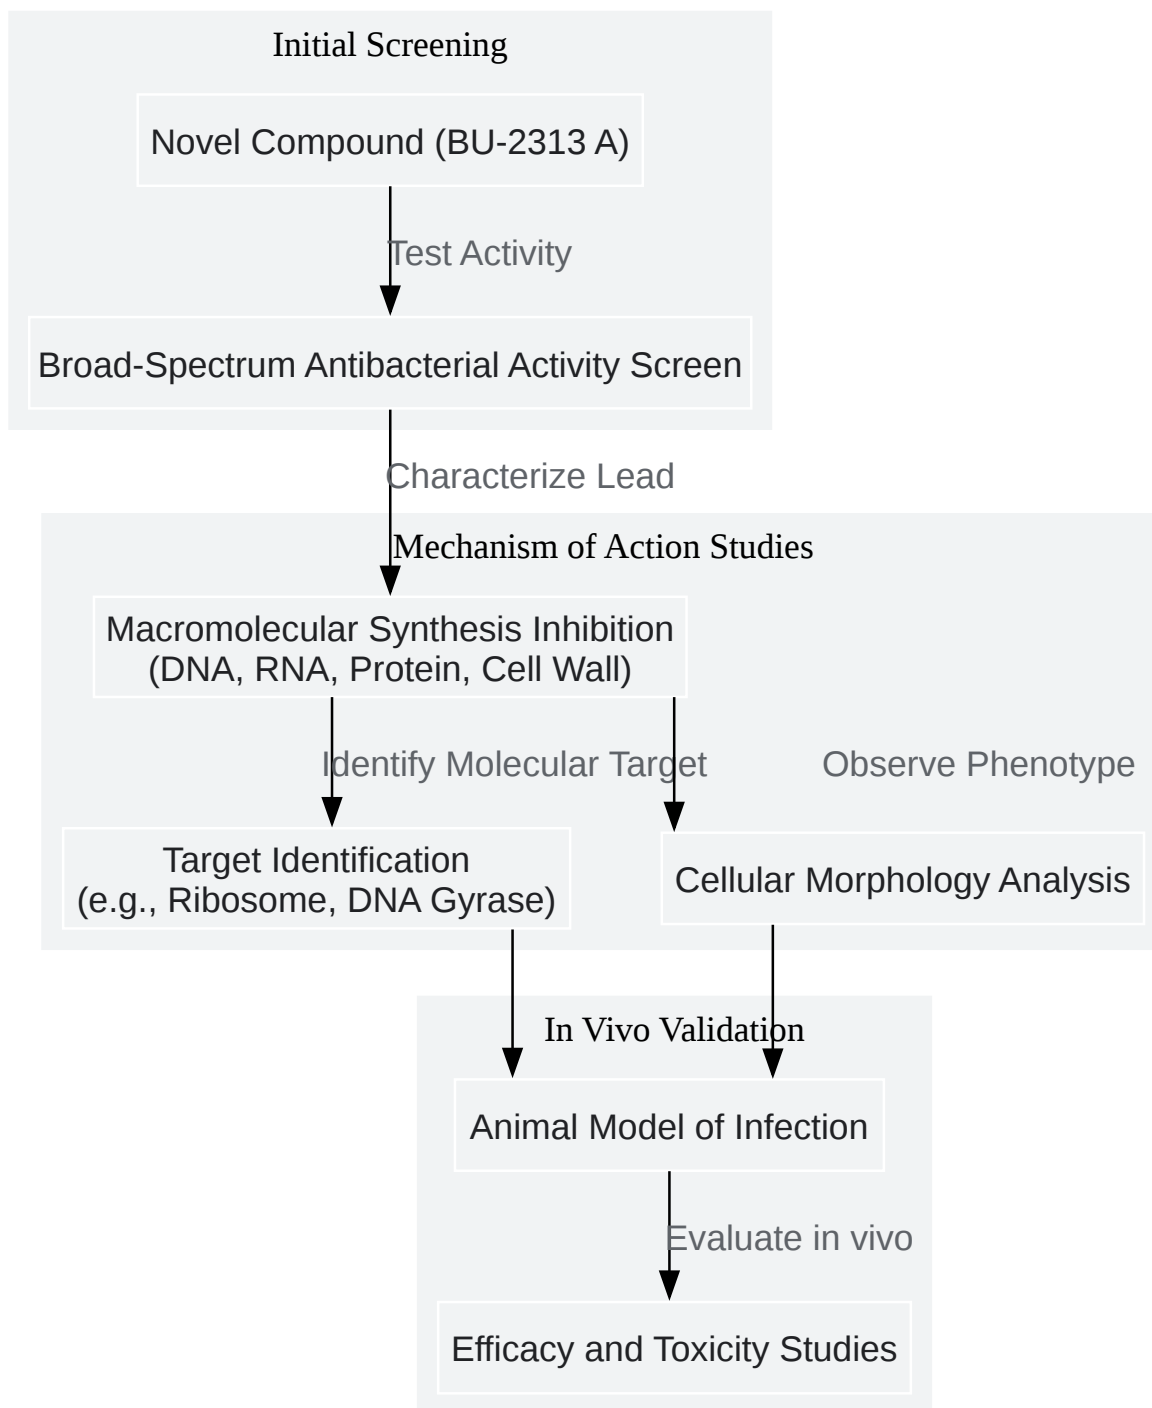 Initial Screening
Novel Compound (BU-2313 A)
Test Activity
Broad-Spectrum Antibacterial Activity Screen
Characterize Lead
Mechanism of Action Studies
Macromolecular Synthesis Inhibition
(DNA, RNA, Protein, Cell Wall)
Identify Molecular Target
Observe Phenotype
Target Identification
(e.g., Ribosome, DNA Gyrase)
Cellular Morphology Analysis
In Vivo Validation
Animal Model of Infection
Evaluate in vivo
Efficacy and Toxicity Studies